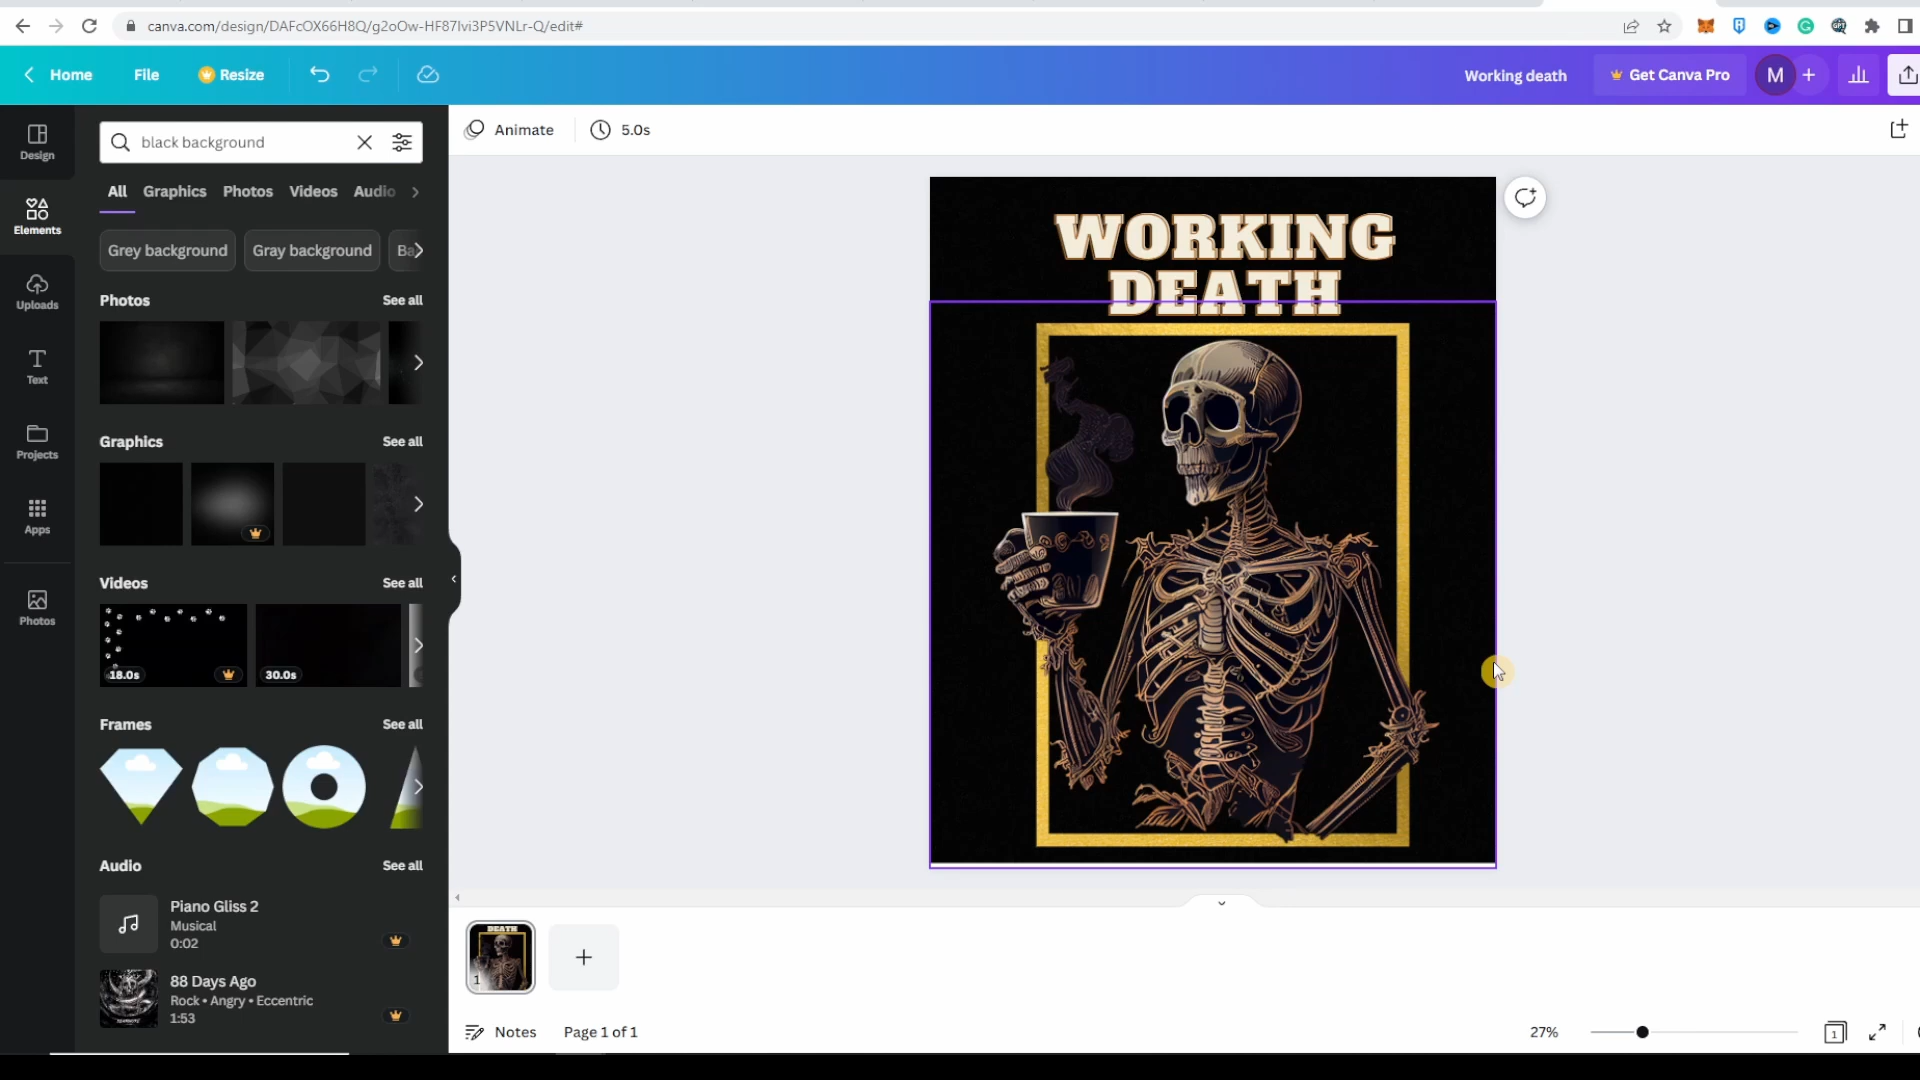 canva.com/design/DAFcOX66H8Q/g2oOw-HF87Ivi3P5VNLr-Q/edit#
Home
File
Resize
Working death
Get Canva Pro
M
Design
Elements
Uploads
Text
Projects
Apps
Photos
black background
All
Graphics
Photos
Videos
Audio
Grey background
Gray background
Photos
See all
Graphics
See all
Videos
See all
18.0s
30.0s
Frames
See all
Audio
See all
Piano Gliss 2
Musical
0:02
88 Days Ago
Rock • Angry • Eccentric
1:53
Animate
5.0s
WORKING
DEATH
DEATH
1
Notes
Page 1 of 1
27%
1